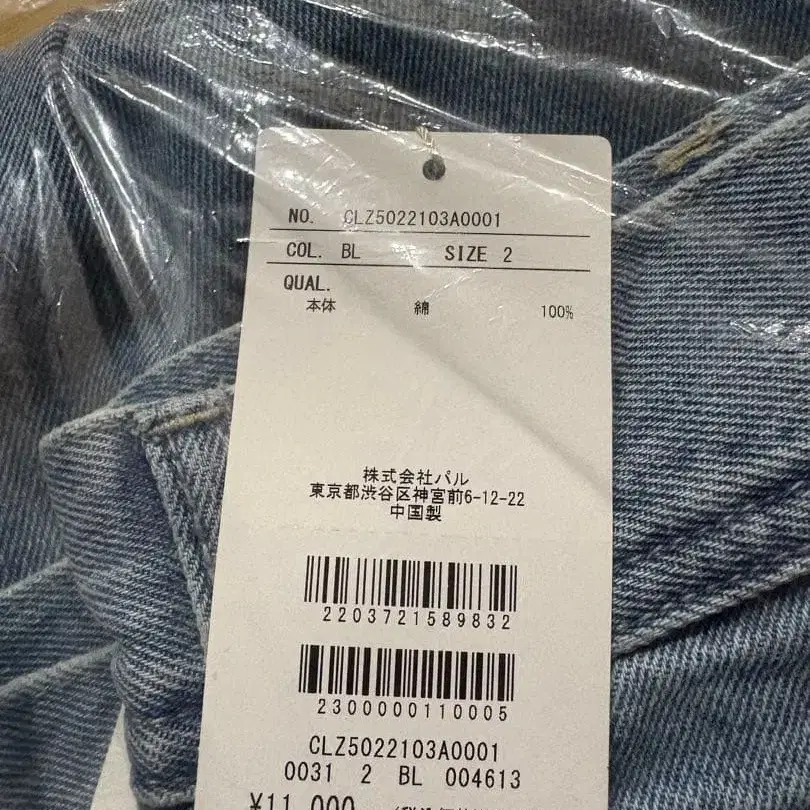 NO. CLZ5022103A0001
COL. BL SIZE 2
QUAL.
本体 綿 100%
株式会社パル
東京都渋谷区神宮前6-12-22
中国製
2203721589832
2300000110005
CLZ5022103A0001
0031 2 BL 004613
¥11,000